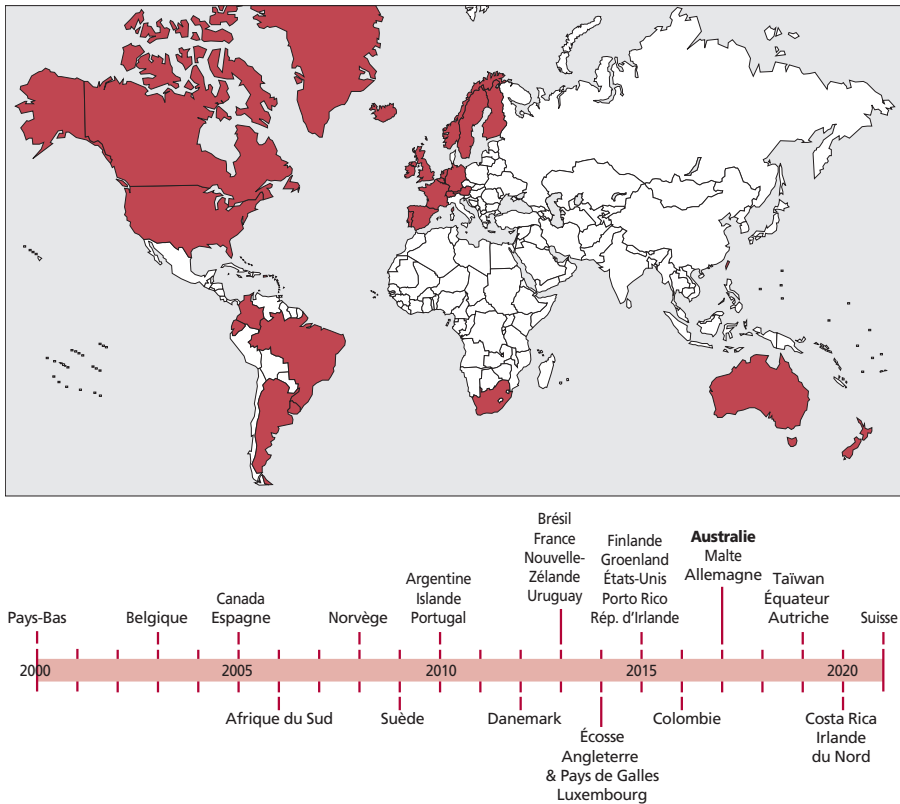 Brésil
France
Nouvelle-
Zélande
Uruguay
Finlande
Groenland
États-Unis
Porto Rico
Rép. d'Irlande
Australie
Malte
Allemagne
Argentine
Islande
Portugal
Taïwan
Équateur
Autriche
Canada
Espagne
Pays-Bas
Belgique
Norvège
Suisse
2000
2005
2010
2015
2020
Afrique du Sud
Suède
Danemark
Colombie
Costa Rica
Irlande
du Nord
Écosse
Angleterre
& Pays de Galles
Luxembourg